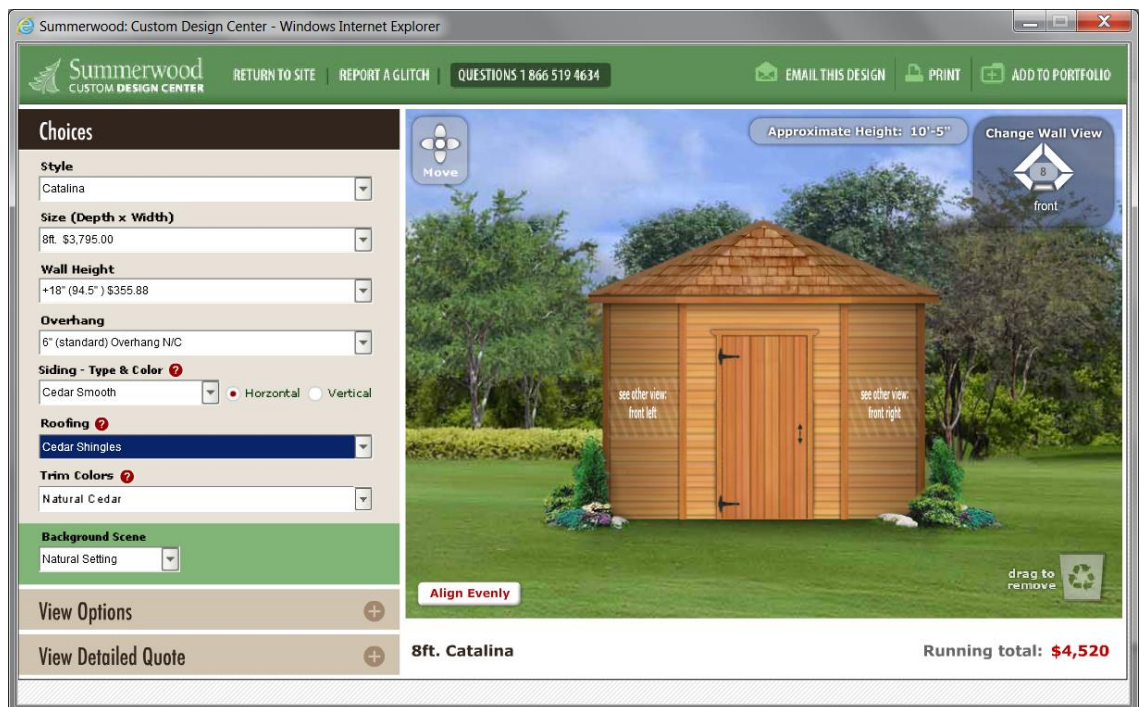 Summerwood: Custom Design Center - Windows Internet Explorer
Summerwood
CUSTOM DESIGN CENTER
RETURN TO SITE
REPORT A GLITCH
QUESTIONS 1 866 519 4634
EMAIL THIS DESIGN
PRINT
ADD TO PORTFOLIO
Choices
Style
Catalina
Size (Depth x Width)
8ft. $3,795.00
Wall Height
+18" (94.5" ) $355.88
Overhang
6" (standard) Overhang N/C
Siding - Type & Color ?
Cedar Smooth
Horzontal
Vertical
Roofing ?
Cedar Shingles
Trim Colors ?
Natural Cedar
Background Scene
Natural Setting
View Options
View Detailed Quote
Move
Approximate Height: 10'-5"
Change Wall View
8
front
see other view:
front left
see other view:
front right
drag to
remove
Align Evenly
8ft. Catalina
Running total: $4,520